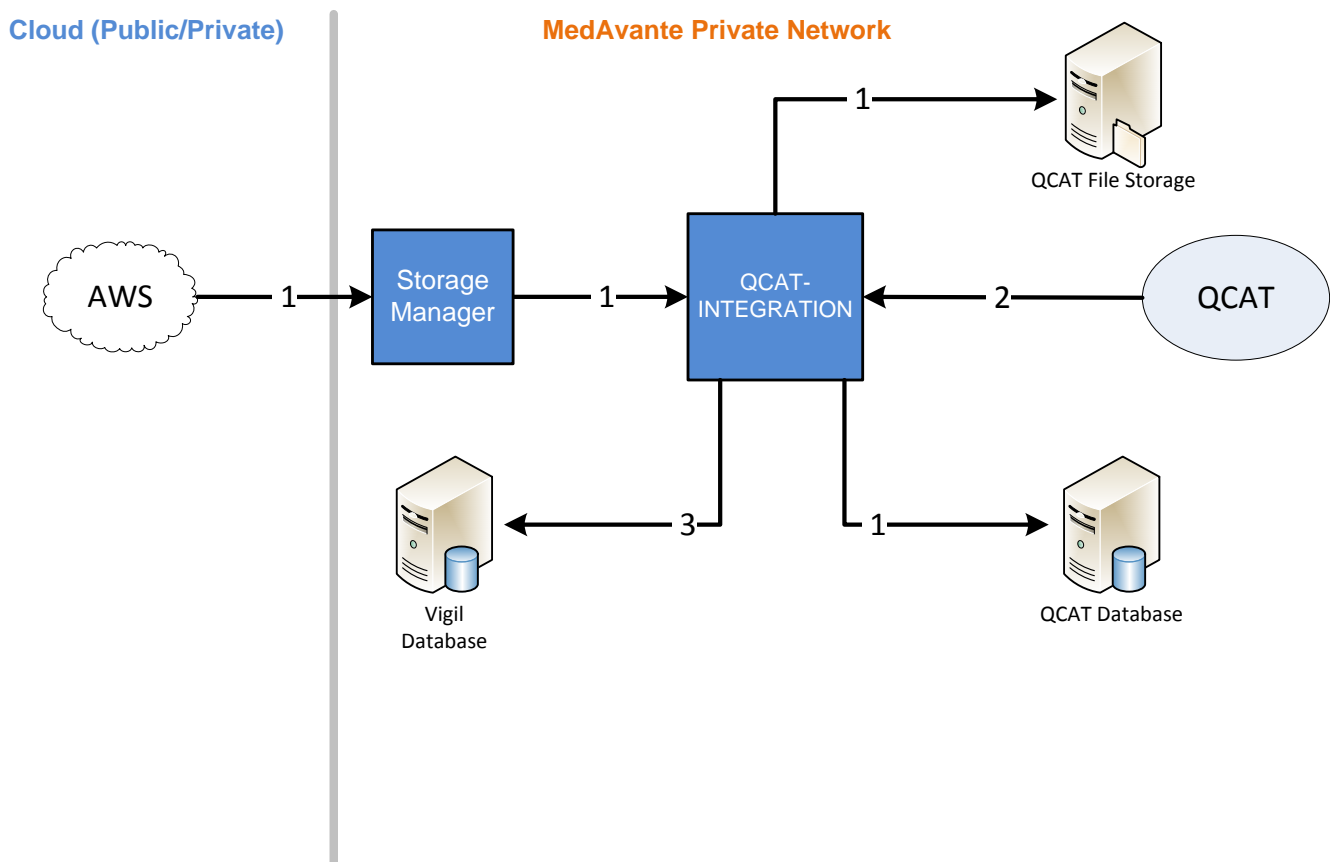 Cloud (Public/Private)
MedAvante Private Network
1
QCAT File Storage
AWS
1
Storage
Manager
1
QCAT-
INTEGRATION
2
QCAT
3
1
Vigil
Database
QCAT Database